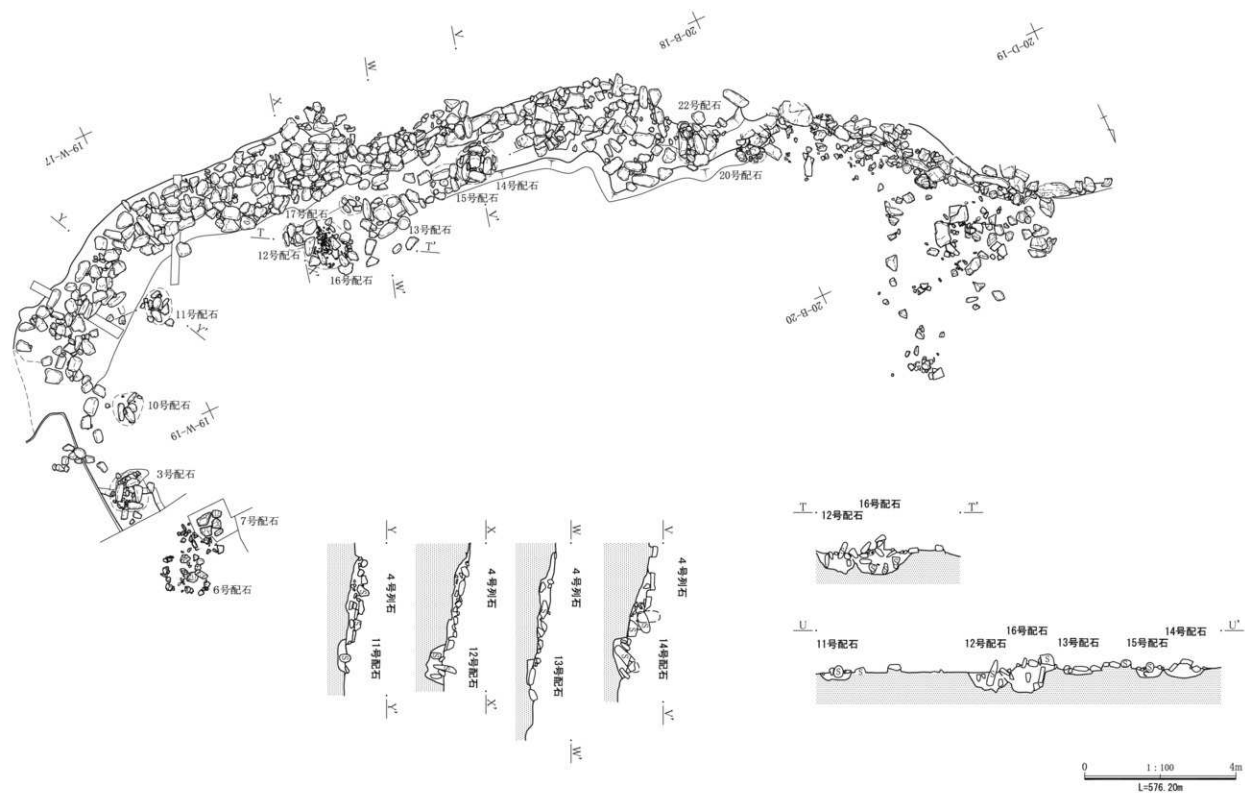 20-B-18
20-D-19
V
W
X
19-W-17
22号配石
Y
20号配石
14号配石
15号配石
V'
17号配石
13号配石
T
T'
12号配石
X'
16号配石
W'
20-B-20
11号配石
Y'
10号配石
19-W-19
3号配石
7号配石
6号配石
Y
4号列石
11号配石
Y'
X
4号列石
12号配石
X'
W
4号列石
13号配石
W'
V
4号列石
14号配石
V'
T
16号配石
12号配石
T'
U
11号配石
12号配石
16号配石
13号配石
15号配石
14号配石
U'
0 1:100 4m
L=576.20m